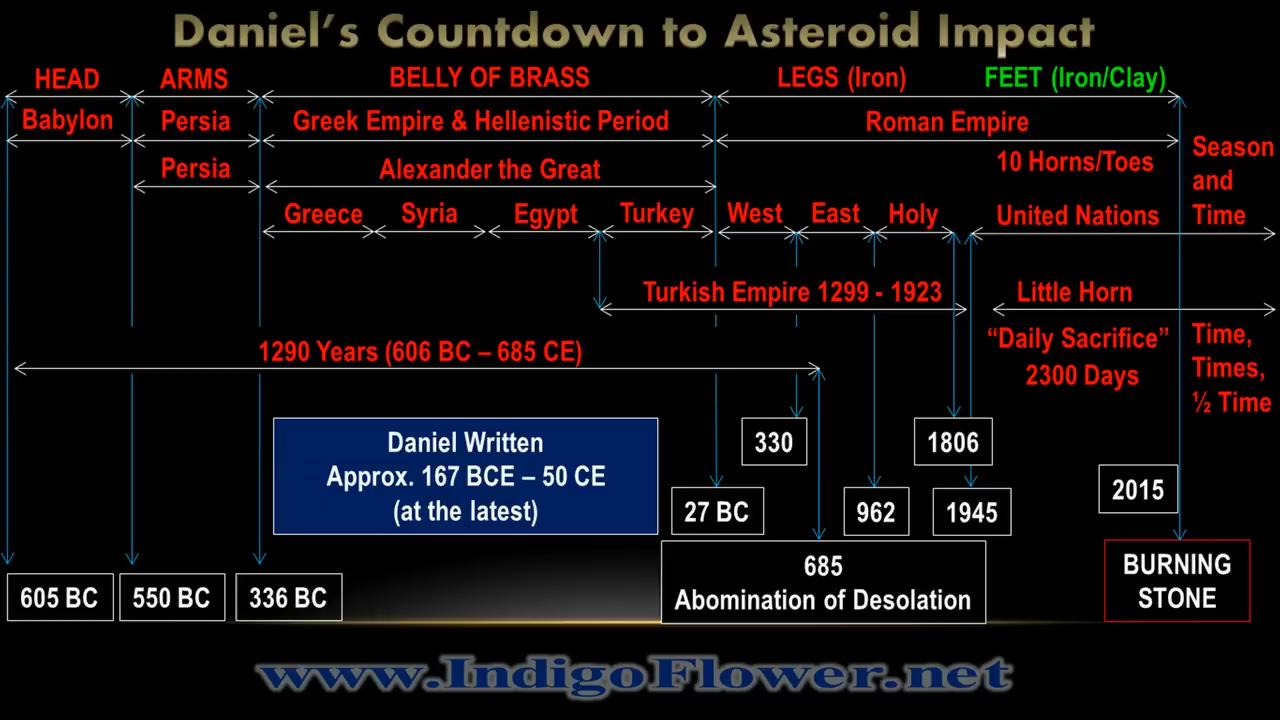 Daniel's Countdown to Asteroid Impact
HEAD ARMS BELLY OF BRASS LEGS (Iron) FEET (Iron/Clay)
Babylon Persia Greek Empire & Hellenistic Period Roman Empire
Persia Alexander the Great 10 Horns/Toes
Season
and
Time
Greece Syria Egypt Turkey West East Holy United Nations
Turkish Empire 1299 - 1923 Little Horn
1290 Years (606 BC – 685 CE)
“Daily Sacrifice”
2300 Days
Time,
Times,
½ Time
Daniel Written
Approx. 167 BCE – 50 CE
(at the latest)
330
1806
27 BC
962
1945
2015
685
Abomination of Desolation
BURNING
STONE
605 BC
550 BC
336 BC
www.IndigoFlower.net